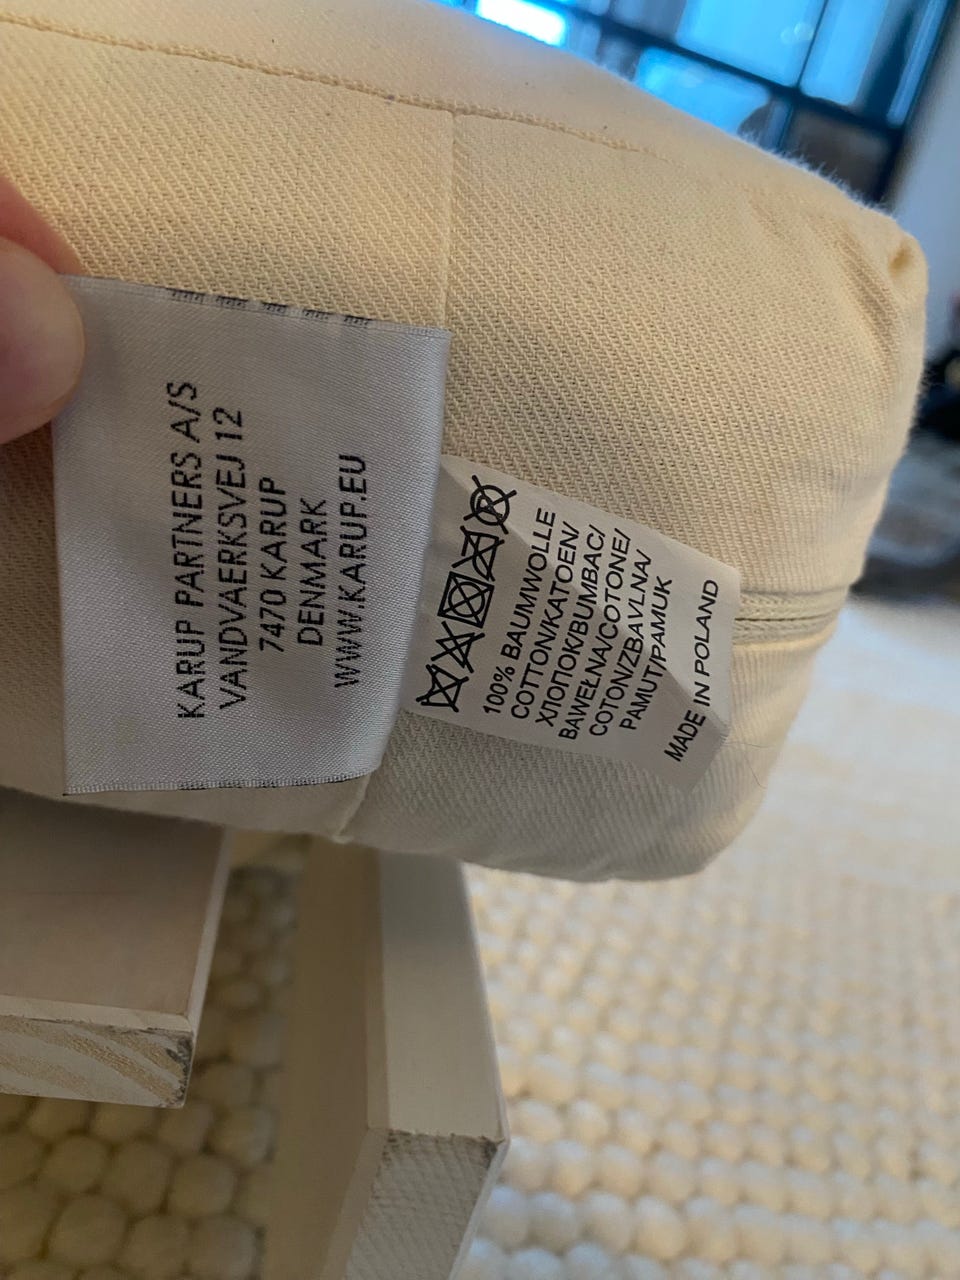 KARUP PARTNERS A/S
VANDVAERKSVEJ 12
7470 KARUP
DENMARK
WWW.KARUP.EU
100% BAUMWOLLE
COTTON/KATOEN/
ХЛОПОК/BUMBAC/
BAWEŁNA/COTONE/
COTON/ZBAVLNA/
PAMUT/PAMUK
MADE IN POLAND